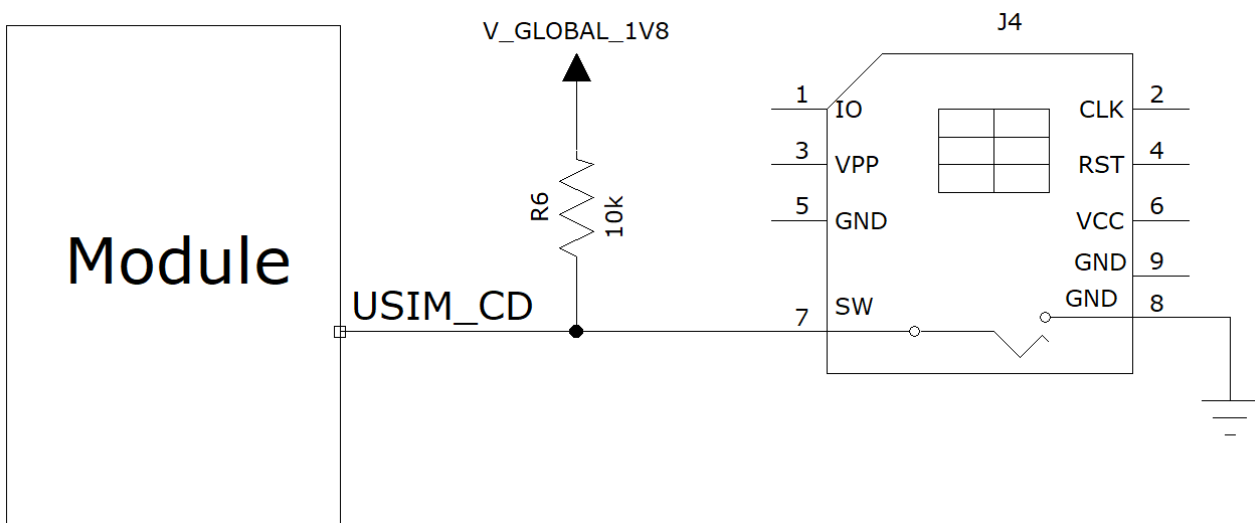 V_GLOBAL_1V8
J4
1 IO CLK 2
3 VPP RST 4
R6
10k
5 GND VCC 6
Module
GND 9
USIM_CD
7 SW GND 8